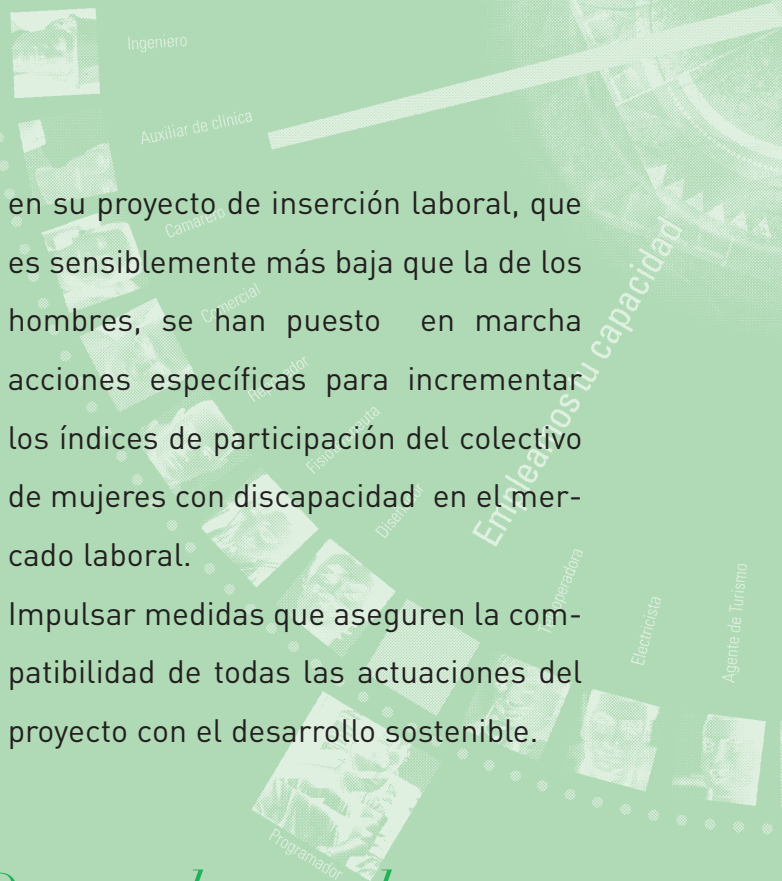 Ingeniero
Auxiliar de clínica
en su proyecto de inserción laboral, que
Camarero
es sensiblemente más baja que la de los
Comercial
hombres, se han puesto en marcha
acciones específicas para incrementar
los índices de participación del colectivo
de mujeres con discapacidad en el mer-
cado laboral.
Impulsar medidas que aseguren la com-
patibilidad de todas las actuaciones del
proyecto con el desarrollo sostenible.
Empleamos tu capacidad
Electricista
Agente de Turismo
Programador